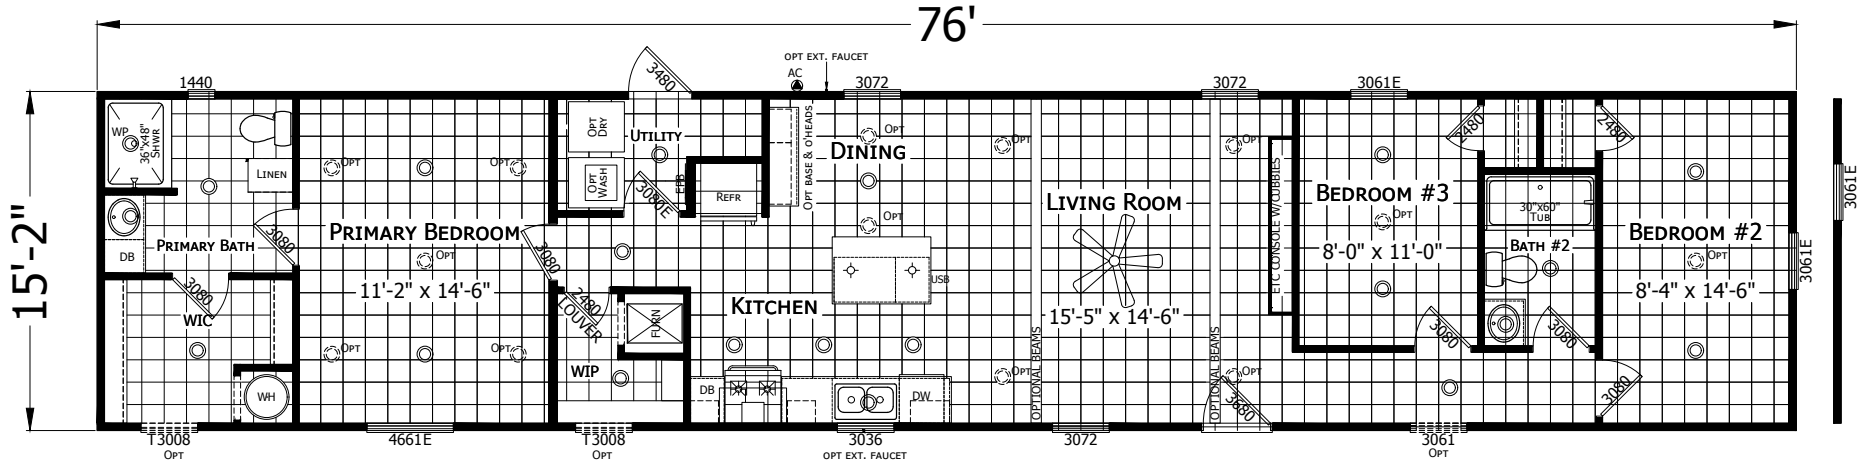 76'
15'-2"
OPT EXT. FAUCET
AC
1440
3480
3072
3072
3061E
WP
36"x48"
SHWR
LINEN
DB
PRIMARY BATH
3080
3080
WIC
WH
T3008
OPT
OPT
OPT
PRIMARY BEDROOM
11'-2" x 14'-6"
OPT
OPT
OPT
4661E
3080
OPT
DRY
OPT
WASH
UTILITY
3080E
EPB
REFR
2480
LOUVER
FURN
WIP
T3008
OPT
OPT BASE & O'HEADS
OPT
DINING
OPT
USB
KITCHEN
DB
DW
3036
OPT EXT. FAUCET
OPT
LIVING ROOM
15'-5" x 14'-6"
OPT
OPTIONAL BEAMS
3072
OPT
OPTIONAL BEAMS
OPT
3680
ETC CONSOLE W/CUBBIES
BEDROOM #3
OPT
8'-0" x 11'-0"
2480
3080
3061
OPT
2480
30"x60"
TUB
BATH #2
3080
BEDROOM #2
OPT
8'-4" x 14'-6"
3080
3061E
3061E